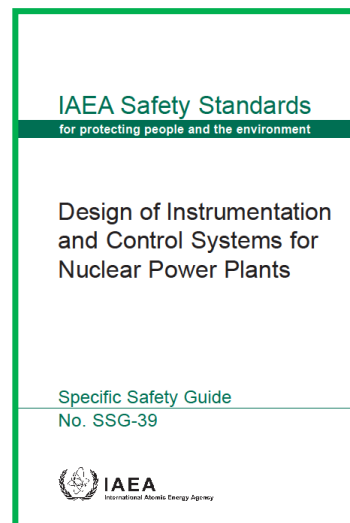 IAEA Safety Standards
for protecting people and the environment
Design of Instrumentation
and Control Systems for
Nuclear Power Plants
Specific Safety Guide
No. SSG-39
IAEA
International Atomic Energy Agency